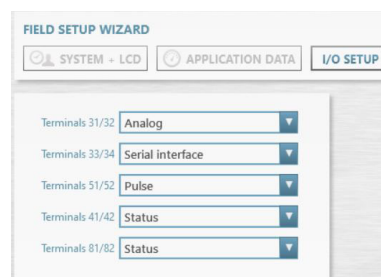 FIELD SETUP WIZARD
SYSTEM + LCD APPLICATION DATA I/O SETUP
Terminals 31/32 Analog
Terminals 33/34 Serial interface
Terminals 51/52 Pulse
Terminals 41/42 Status
Terminals 81/82 Status